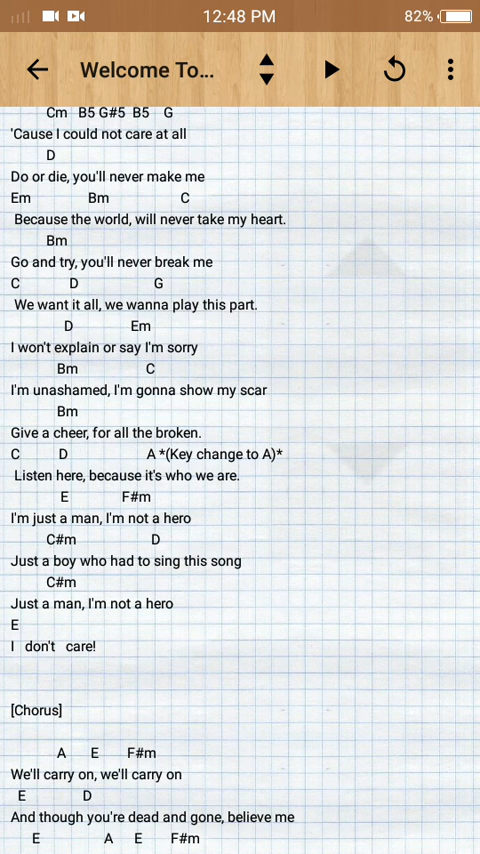 12:48 PM 82%
Welcome To...
Cm B5 G#5 B5 G
'Cause I could not care at all
D
Do or die, you'll never make me
Em Bm C
Because the world, will never take my heart.
Bm
Go and try, you'll never break me
C D G
We want it all, we wanna play this part.
D Em
I won't explain or say I'm sorry
Bm C
I'm unashamed, I'm gonna show my scar
Bm
Give a cheer, for all the broken.
C D A *(Key change to A)*
Listen here, because it's who we are.
E F#m
I'm just a man, I'm not a hero
C#m D
Just a boy who had to sing this song
C#m
Just a man, I'm not a hero
E
I don't care!
[Chorus]
A E F#m
We'll carry on, we'll carry on
E D
And though you're dead and gone, believe me
E A E F#m